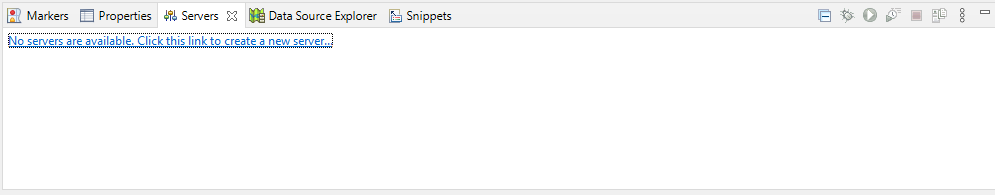 Markers Properties Servers Data Source Explorer Snippets
No servers are available. Click this link to create a new server...